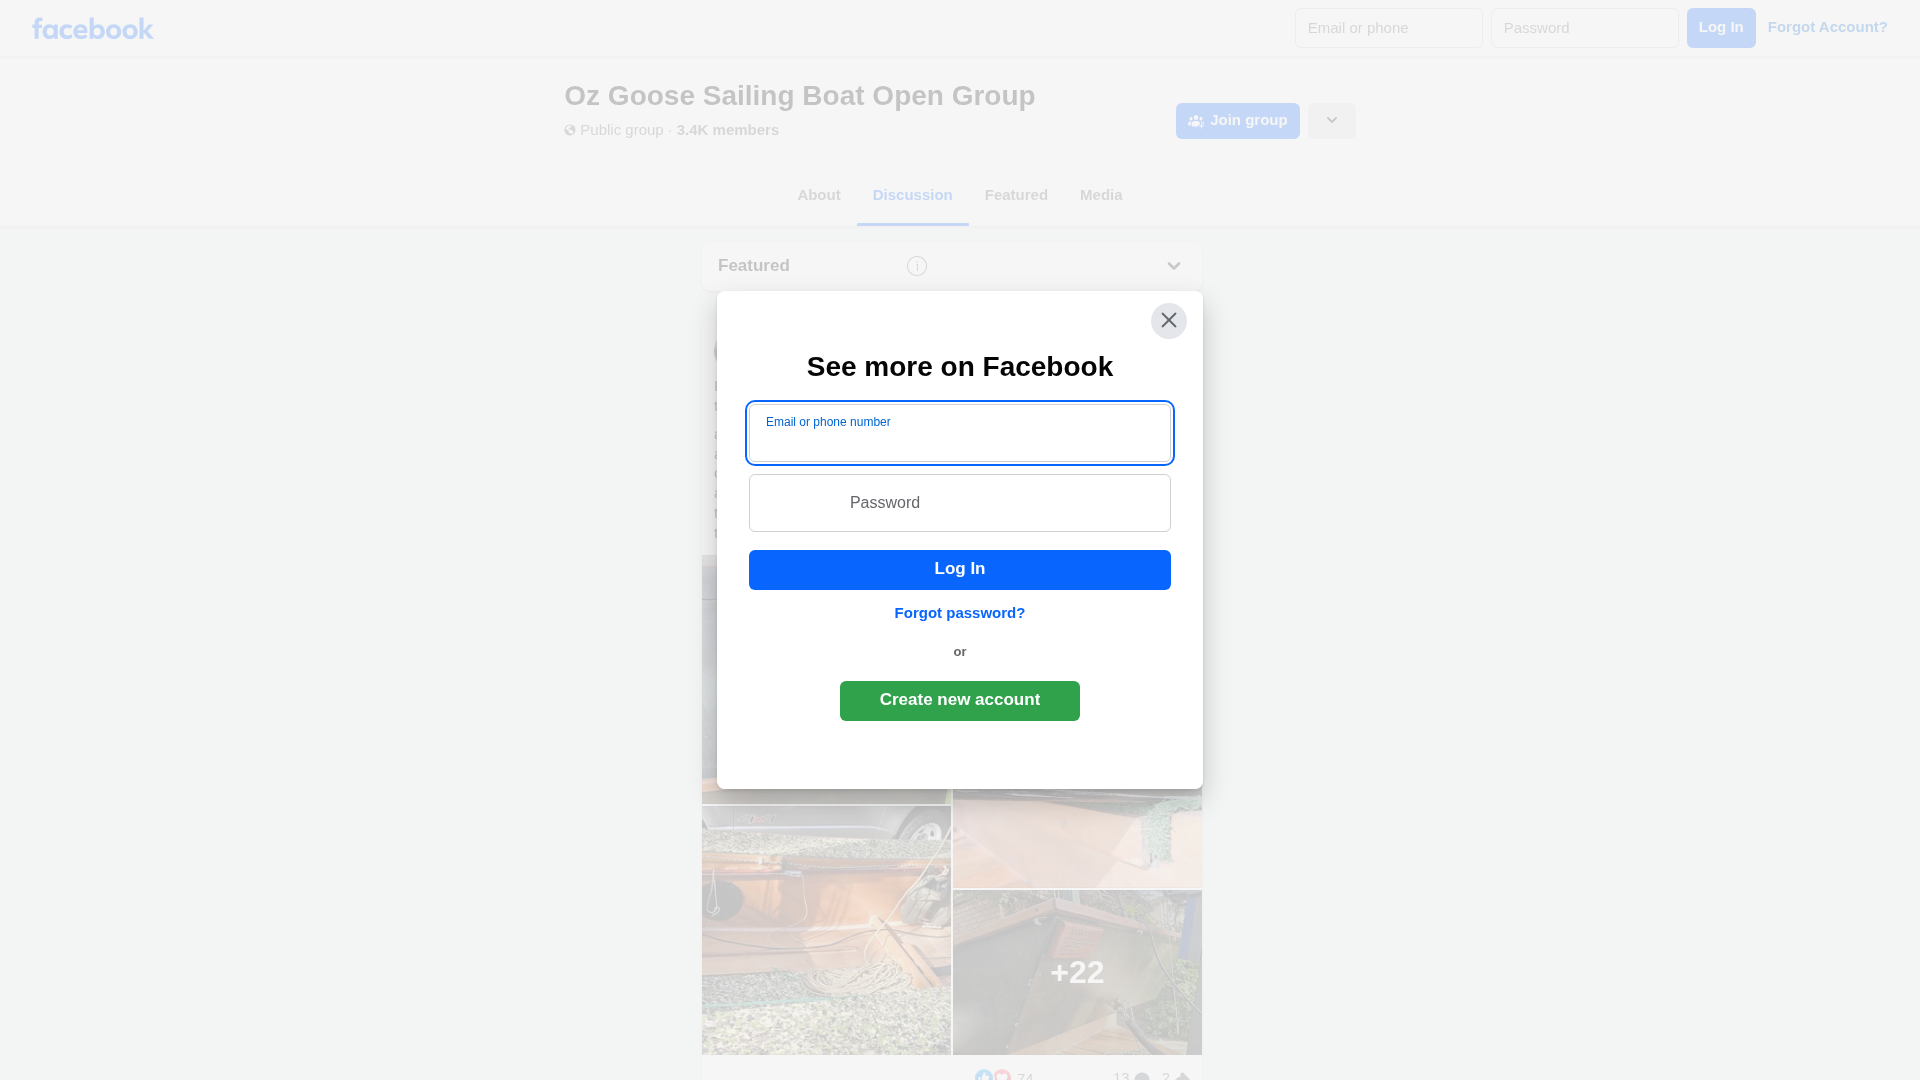 facebook
Email or phone
Password
Log In
Forgot Account?
Oz Goose Sailing Boat Open Group
Public group · 3.4K members
Join group
About
Discussion
Featured
Media
Featured
See more on Facebook
Email or phone number
Password
Log In
Forgot password?
or
Create new account
+22
74
13
2